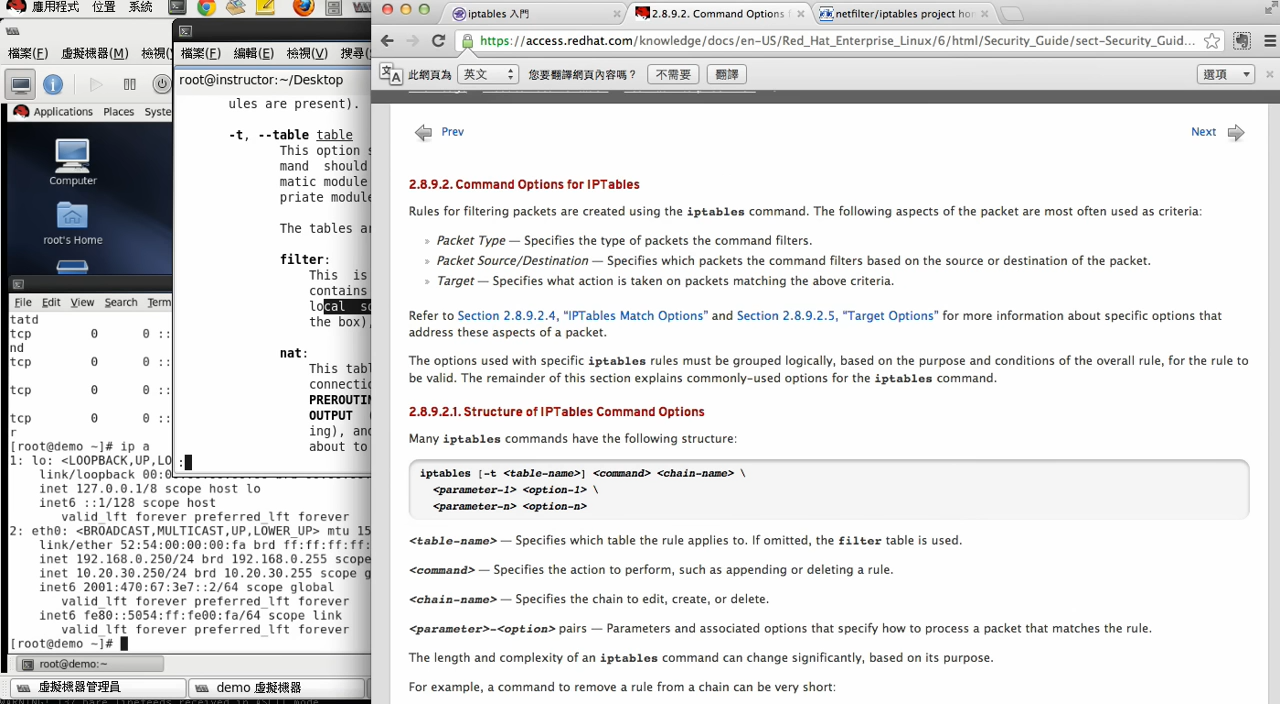 應用程式 位置 系統
檔案(F) 虛擬機器(M) 檢視
Applications Places Syste
Computer
root's Home
File Edit View Search Term
tatd
tcp 0 0 ::
nd
tcp 0 0 ::
tcp 0 0 ::
tcp 0 0 ::
r
[root@demo ~]# ip a
1: lo: <LOOPBACK,UP,LO
link/loopback 00:0
inet 127.0.0.1/8 scope host lo
inet6 ::1/128 scope host
valid_lft forever preferred_lft forever
2: eth0: <BROADCAST,MULTICAST,UP,LOWER_UP> mtu 15
link/ether 52:54:00:00:00:fa brd ff:ff:ff:ff:
inet 192.168.0.250/24 brd 192.168.0.255 scope
inet 10.20.30.250/24 brd 10.20.30.255 scope g
inet6 2001:470:67:3e7::2/64 scope global
valid_lft forever preferred_lft forever
inet6 fe80::5054:ff:fe00:fa/64 scope link
valid_lft forever preferred_lft forever
[root@demo ~]#
root@demo:~
虛擬機器管理員
demo 虛擬機器
檔案(F) 編輯(E) 檢視(V) 搜尋
root@instructor:~/Desktop
ules are present).
-t, --table table
This option s
mand should
matic module
priate module
The tables ar
filter:
This is
contains
local so
the box),
nat:
This tabl
connectio
PREROUTIN
OUTPUT (
ing), and
about to
:
iptables 入門
2.8.9.2. Command Options f
netfilter/iptables project hom
https://access.redhat.com/knowledge/docs/en-US/Red_Hat_Enterprise_Linux/6/html/Security_Guide/sect-Security_Guid...
此網頁為 英文 您要翻譯網頁內容嗎？ 不需要 翻譯 選項
Prev
Next
2.8.9.2. Command Options for IPTables
Rules for filtering packets are created using the iptables command. The following aspects of the packet are most often used as criteria:
» Packet Type — Specifies the type of packets the command filters.
» Packet Source/Destination — Specifies which packets the command filters based on the source or destination of the packet.
» Target — Specifies what action is taken on packets matching the above criteria.
Refer to Section 2.8.9.2.4, “IPTables Match Options” and Section 2.8.9.2.5, “Target Options” for more information about specific options that
address these aspects of a packet.
The options used with specific iptables rules must be grouped logically, based on the purpose and conditions of the overall rule, for the rule to
be valid. The remainder of this section explains commonly-used options for the iptables command.
2.8.9.2.1. Structure of IPTables Command Options
Many iptables commands have the following structure:
iptables [-t <table-name>] <command> <chain-name> \
<parameter-1> <option-1> \
<parameter-n> <option-n>
<table-name> — Specifies which table the rule applies to. If omitted, the filter table is used.
<command> — Specifies the action to perform, such as appending or deleting a rule.
<chain-name> — Specifies the chain to edit, create, or delete.
<parameter>-<option> pairs — Parameters and associated options that specify how to process a packet that matches the rule.
The length and complexity of an iptables command can change significantly, based on its purpose.
For example, a command to remove a rule from a chain can be very short: